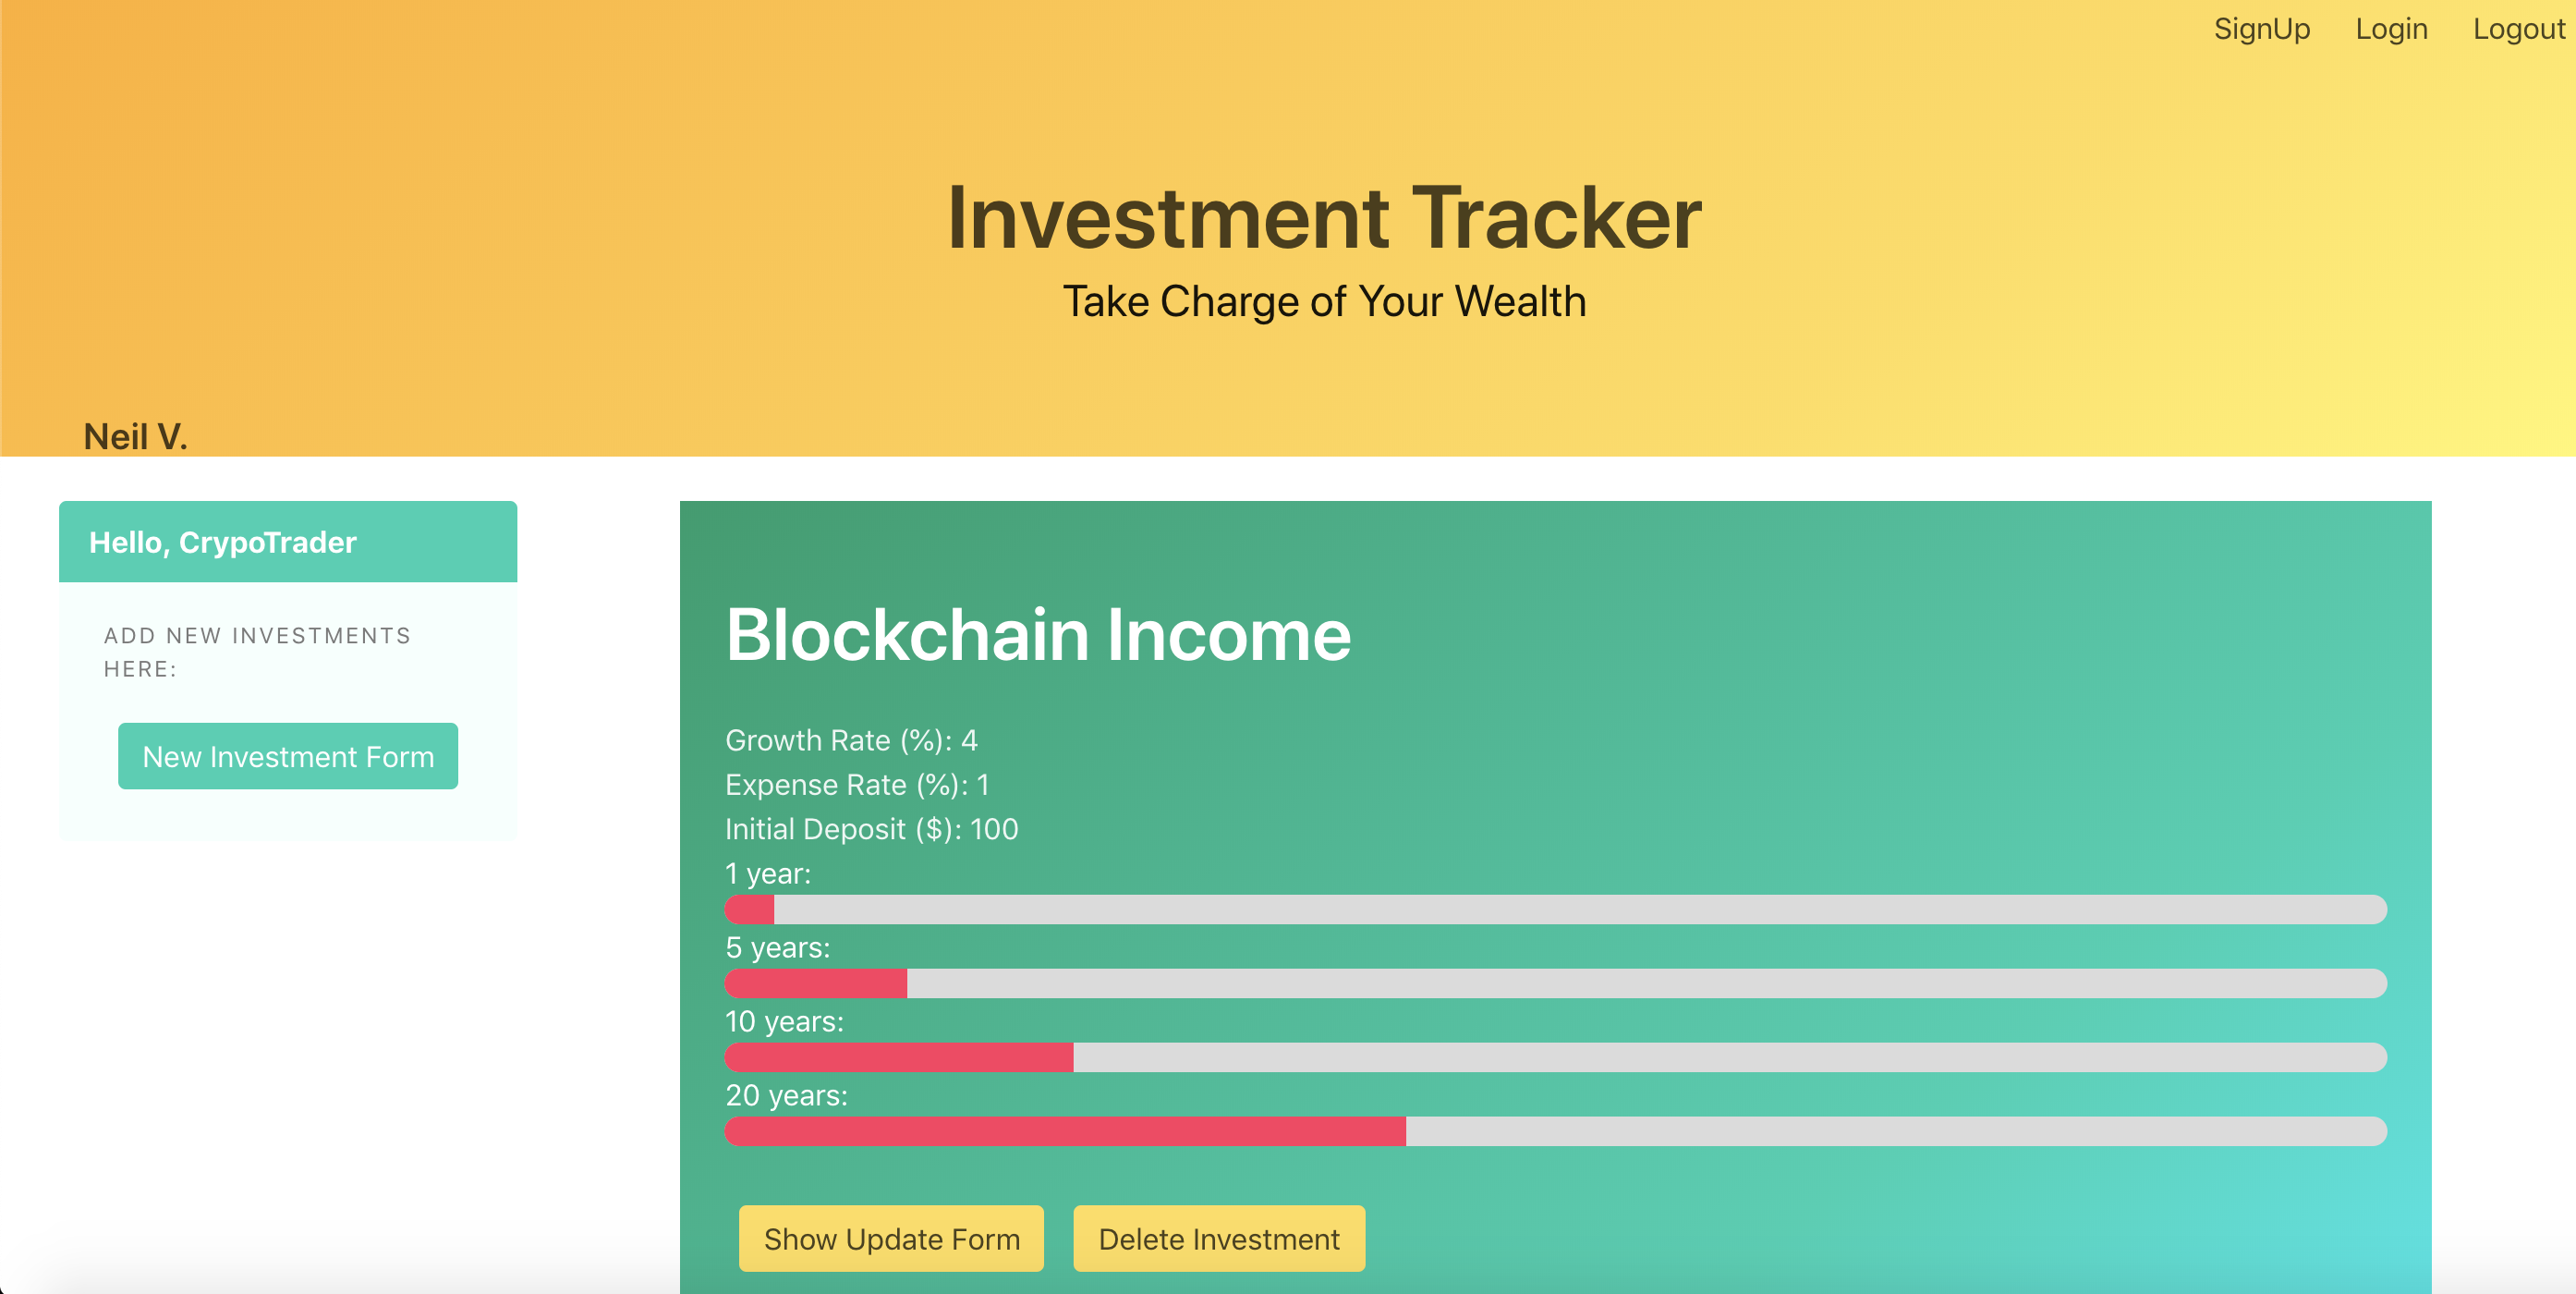 SignUp Login Logout
Investment Tracker
Take Charge of Your Wealth
Neil V.
Hello, CrypoTrader
ADD NEW INVESTMENTS
HERE:
New Investment Form
Blockchain Income
Growth Rate (%): 4
Expense Rate (%): 1
Initial Deposit ($): 100
1 year:
5 years:
10 years:
20 years:
Show Update Form Delete Investment